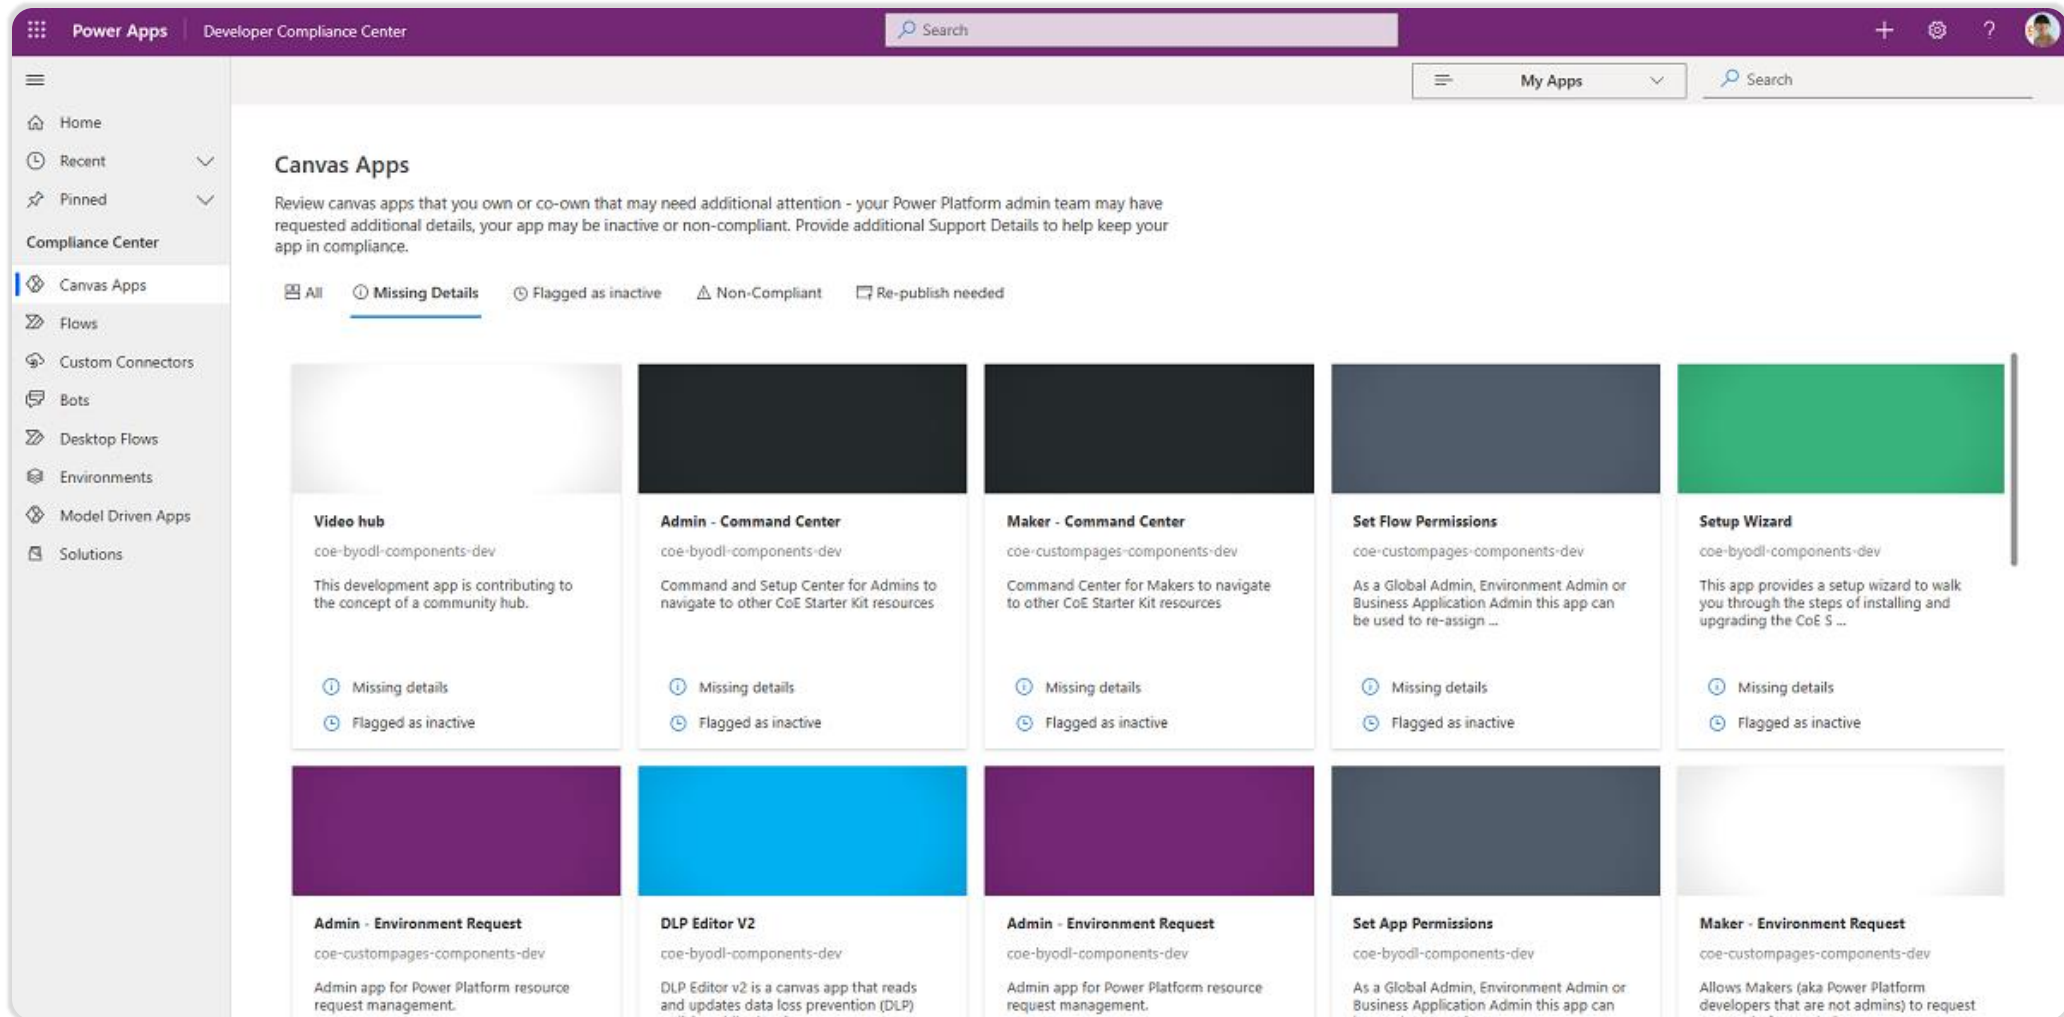 Power Apps Developer Compliance Center Search ?
My Apps Search
Home
Recent
Pinned
Compliance Center
Canvas Apps
Flows
Custom Connectors
Bots
Desktop Flows
Environments
Model Driven Apps
Solutions
Canvas Apps
Review canvas apps that you own or co-own that may need additional attention - your Power Platform admin team may have
requested additional details, your app may be inactive or non-compliant. Provide additional Support Details to help keep your
app in compliance.
All Missing Details Flagged as inactive Non-Compliant Re-publish needed
Video hub
coe-byodl-components-dev
This development app is contributing to
the concept of a community hub.
Missing details
Flagged as inactive
Admin - Command Center
coe-byodl-components-dev
Command and Setup Center for Admins to
navigate to other CoE Starter Kit resources
Missing details
Flagged as inactive
Maker - Command Center
coe-custompages-components-dev
Command Center for Makers to navigate
to other CoE Starter Kit resources
Missing details
Flagged as inactive
Set Flow Permissions
coe-custompages-components-dev
As a Global Admin, Environment Admin or
Business Application Admin this app can
be used to re-assign ...
Missing details
Flagged as inactive
Setup Wizard
coe-byodl-components-dev
This app provides a setup wizard to walk
you through the steps of installing and
upgrading the CoE S ...
Missing details
Flagged as inactive
Admin - Environment Request
coe-custompages-components-dev
Admin app for Power Platform resource
request management.
DLP Editor V2
coe-byodl-components-dev
DLP Editor v2 is a canvas app that reads
and updates data loss prevention (DLP)
Admin - Environment Request
coe-byodl-components-dev
Admin app for Power Platform resource
request management.
Set App Permissions
coe-byodl-components-dev
As a Global Admin, Environment Admin or
Business Application Admin this app can
Maker - Environment Request
coe-custompages-components-dev
Allows Makers (aka Power Platform
developers that are not admins) to request